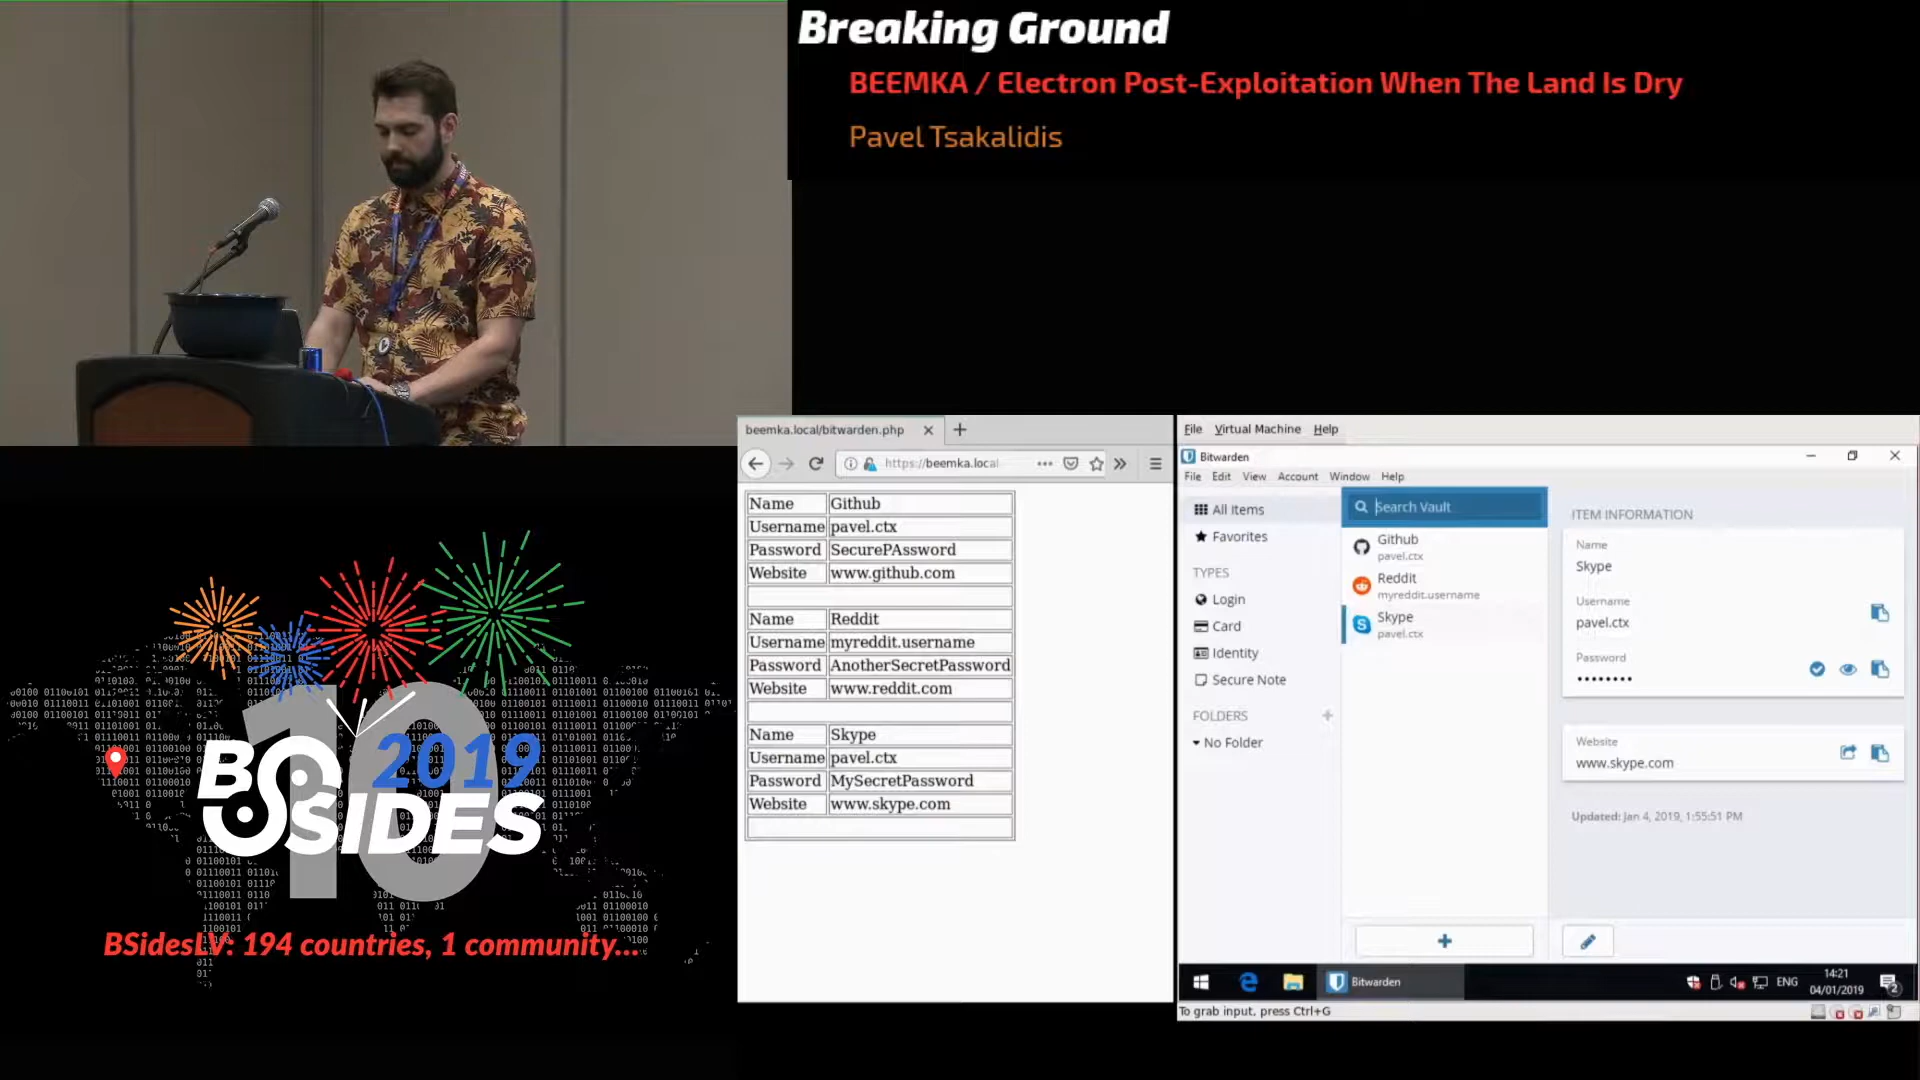 Breaking Ground
BEEMKA / Electron Post-Exploitation When The Land Is Dry
Pavel Tsakalidis
beemka.local/bitwarden.php
https://beemka.local
Name Github
Username pavel.ctx
Password SecurePAssword
Website www.github.com
Name Reddit
Username myreddit.username
Password AnotherSecretPassword
Website www.reddit.com
Name Skype
Username pavel.ctx
Password MySecretPassword
Website www.skype.com
File Virtual Machine Help
Bitwarden
File Edit View Account Window Help
All Items
Favorites
TYPES
Login
Card
Identity
Secure Note
FOLDERS
No Folder
Search Vault
Github
pavel.ctx
Reddit
myreddit.username
Skype
pavel.ctx
ITEM INFORMATION
Name
Skype
Username
pavel.ctx
Password
••••••••
Website
www.skype.com
Updated: Jan 4, 2019, 1:55:51 PM
Bitwarden
ENG
14:21
04/01/2019
2
To grab input, press Ctrl+G
10
2019
BSIDES
BSidesLV: 194 countries, 1 community...